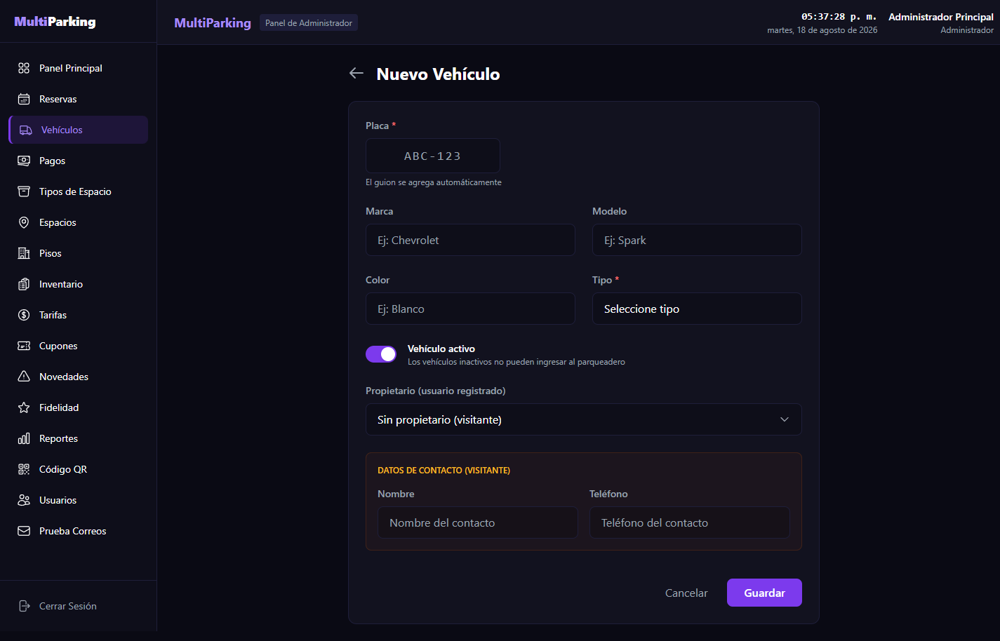 MultiParking
Panel Principal
Reservas
Vehículos
Pagos
Tipos de Espacio
Espacios
Pisos
Inventario
Tarifas
Cupones
Novedades
Fidelidad
Reportes
Código QR
Usuarios
Prueba Correos
Cerrar Sesión
MultiParking Panel de Administrador
05:37:28 p. m. Administrador Principal
martes, 18 de agosto de 2026 Administrador
Nuevo Vehículo
Placa *
ABC-123
El guion se agrega automáticamente
Marca Modelo
Ej: Chevrolet Ej: Spark
Color Tipo *
Ej: Blanco Seleccione tipo
Vehículo activo
Los vehículos inactivos no pueden ingresar al parqueadero
Propietario (usuario registrado)
Sin propietario (visitante)
DATOS DE CONTACTO (VISITANTE)
Nombre Teléfono
Nombre del contacto Teléfono del contacto
Cancelar Guardar